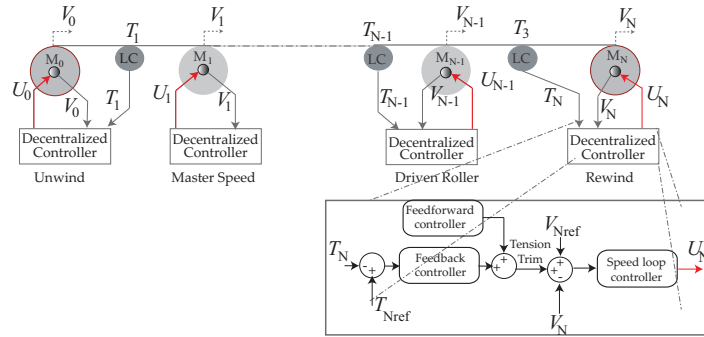 V0 V1 VN-1 VN
T1 TN-1 T3
M0 LC M1 LC MN-1 LC MN
U0 V0 T1 U1 V1 TN-1 VN-1 UN-1 TN VN UN
Decentralized Controller
Decentralized Controller
Decentralized Controller
Decentralized Controller
Unwind
Master Speed
Driven Roller
Rewind
Feedforward controller
VNref
TN
- +
Feedback controller
+ +
Tension Trim
+ + -
Speed loop controller
UN
TNref
VN